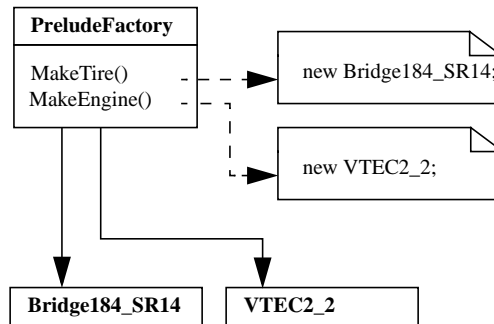 PreludeFactory
MakeTire()
MakeEngine()
new Bridge184_SR14;
new VTEC2_2;
Bridge184_SR14
VTEC2_2